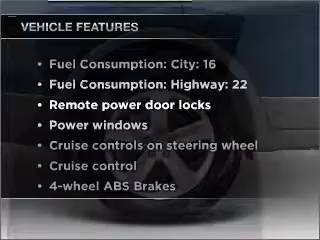 VEHICLE FEATURES
• Fuel Consumption: City: 16
• Fuel Consumption: Highway: 22
• Remote power door locks
• Power windows
• Cruise controls on steering wheel
• Cruise control
• 4-wheel ABS Brakes